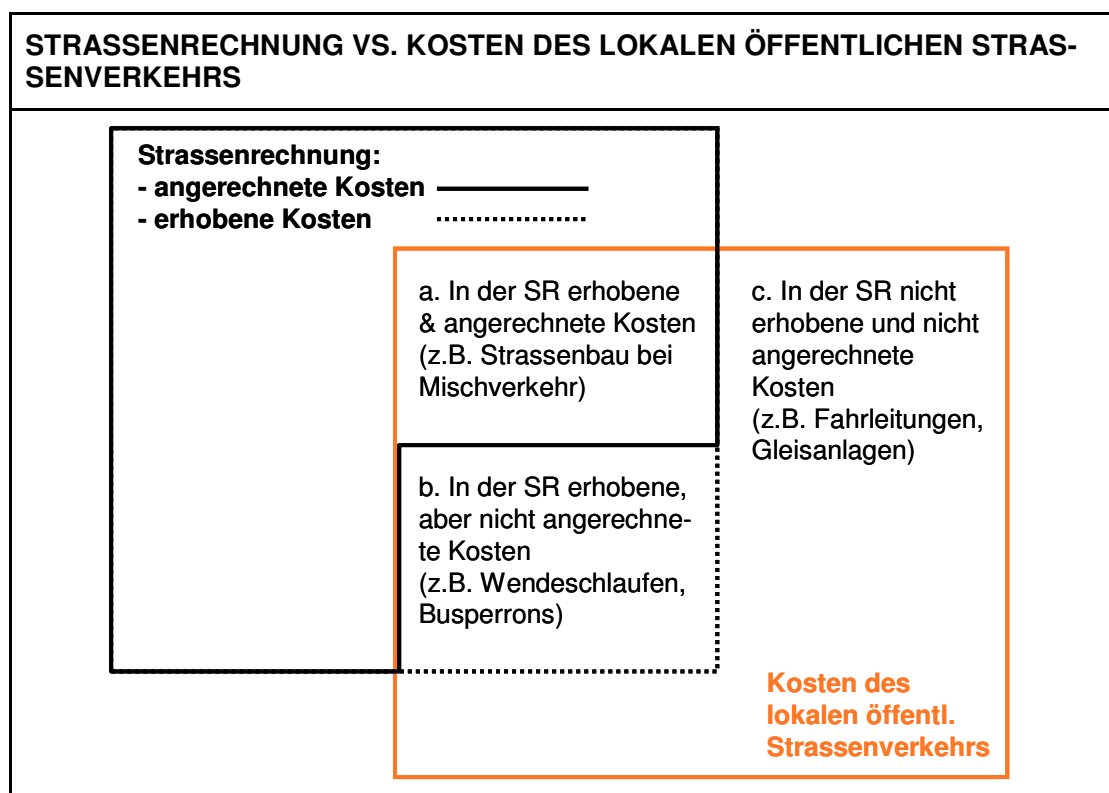 STRASSENRECHNUNG VS. KOSTEN DES LOKALEN ÖFFENTLICHEN STRAS-
SENVERKEHRS
Strassenrechnung:
- angerechnete Kosten
- erhobene Kosten
a. In der SR erhobene
& angerechnete Kosten
(z.B. Strassenbau bei
Mischverkehr)
c. In der SR nicht
erhobene und nicht
angerechnete
Kosten
(z.B. Fahrleitungen,
Gleisanlagen)
b. In der SR erhobene,
aber nicht angerechne-
te Kosten
(z.B. Wendeschlaufen,
Busperrons)
Kosten des
lokalen öffentl.
Strassenverkehrs